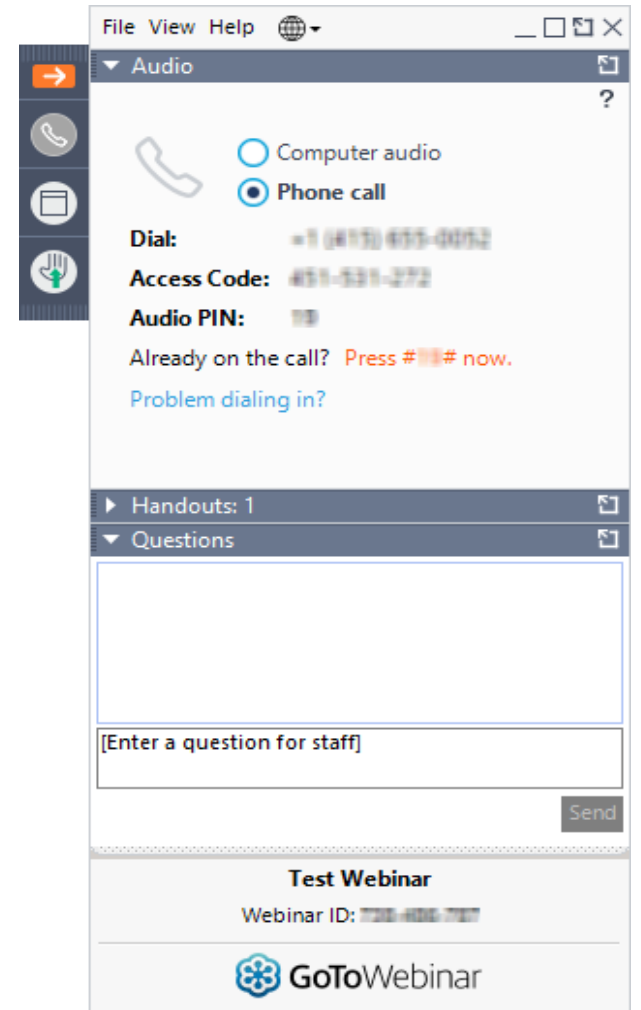 File View Help
Audio
?
Computer audio
Phone call
Dial:
Access Code:
Audio PIN:
Already on the call? Press # # now.
Problem dialing in?
Handouts: 1
Questions
[Enter a question for staff]
Send
Test Webinar
Webinar ID:
GoToWebinar